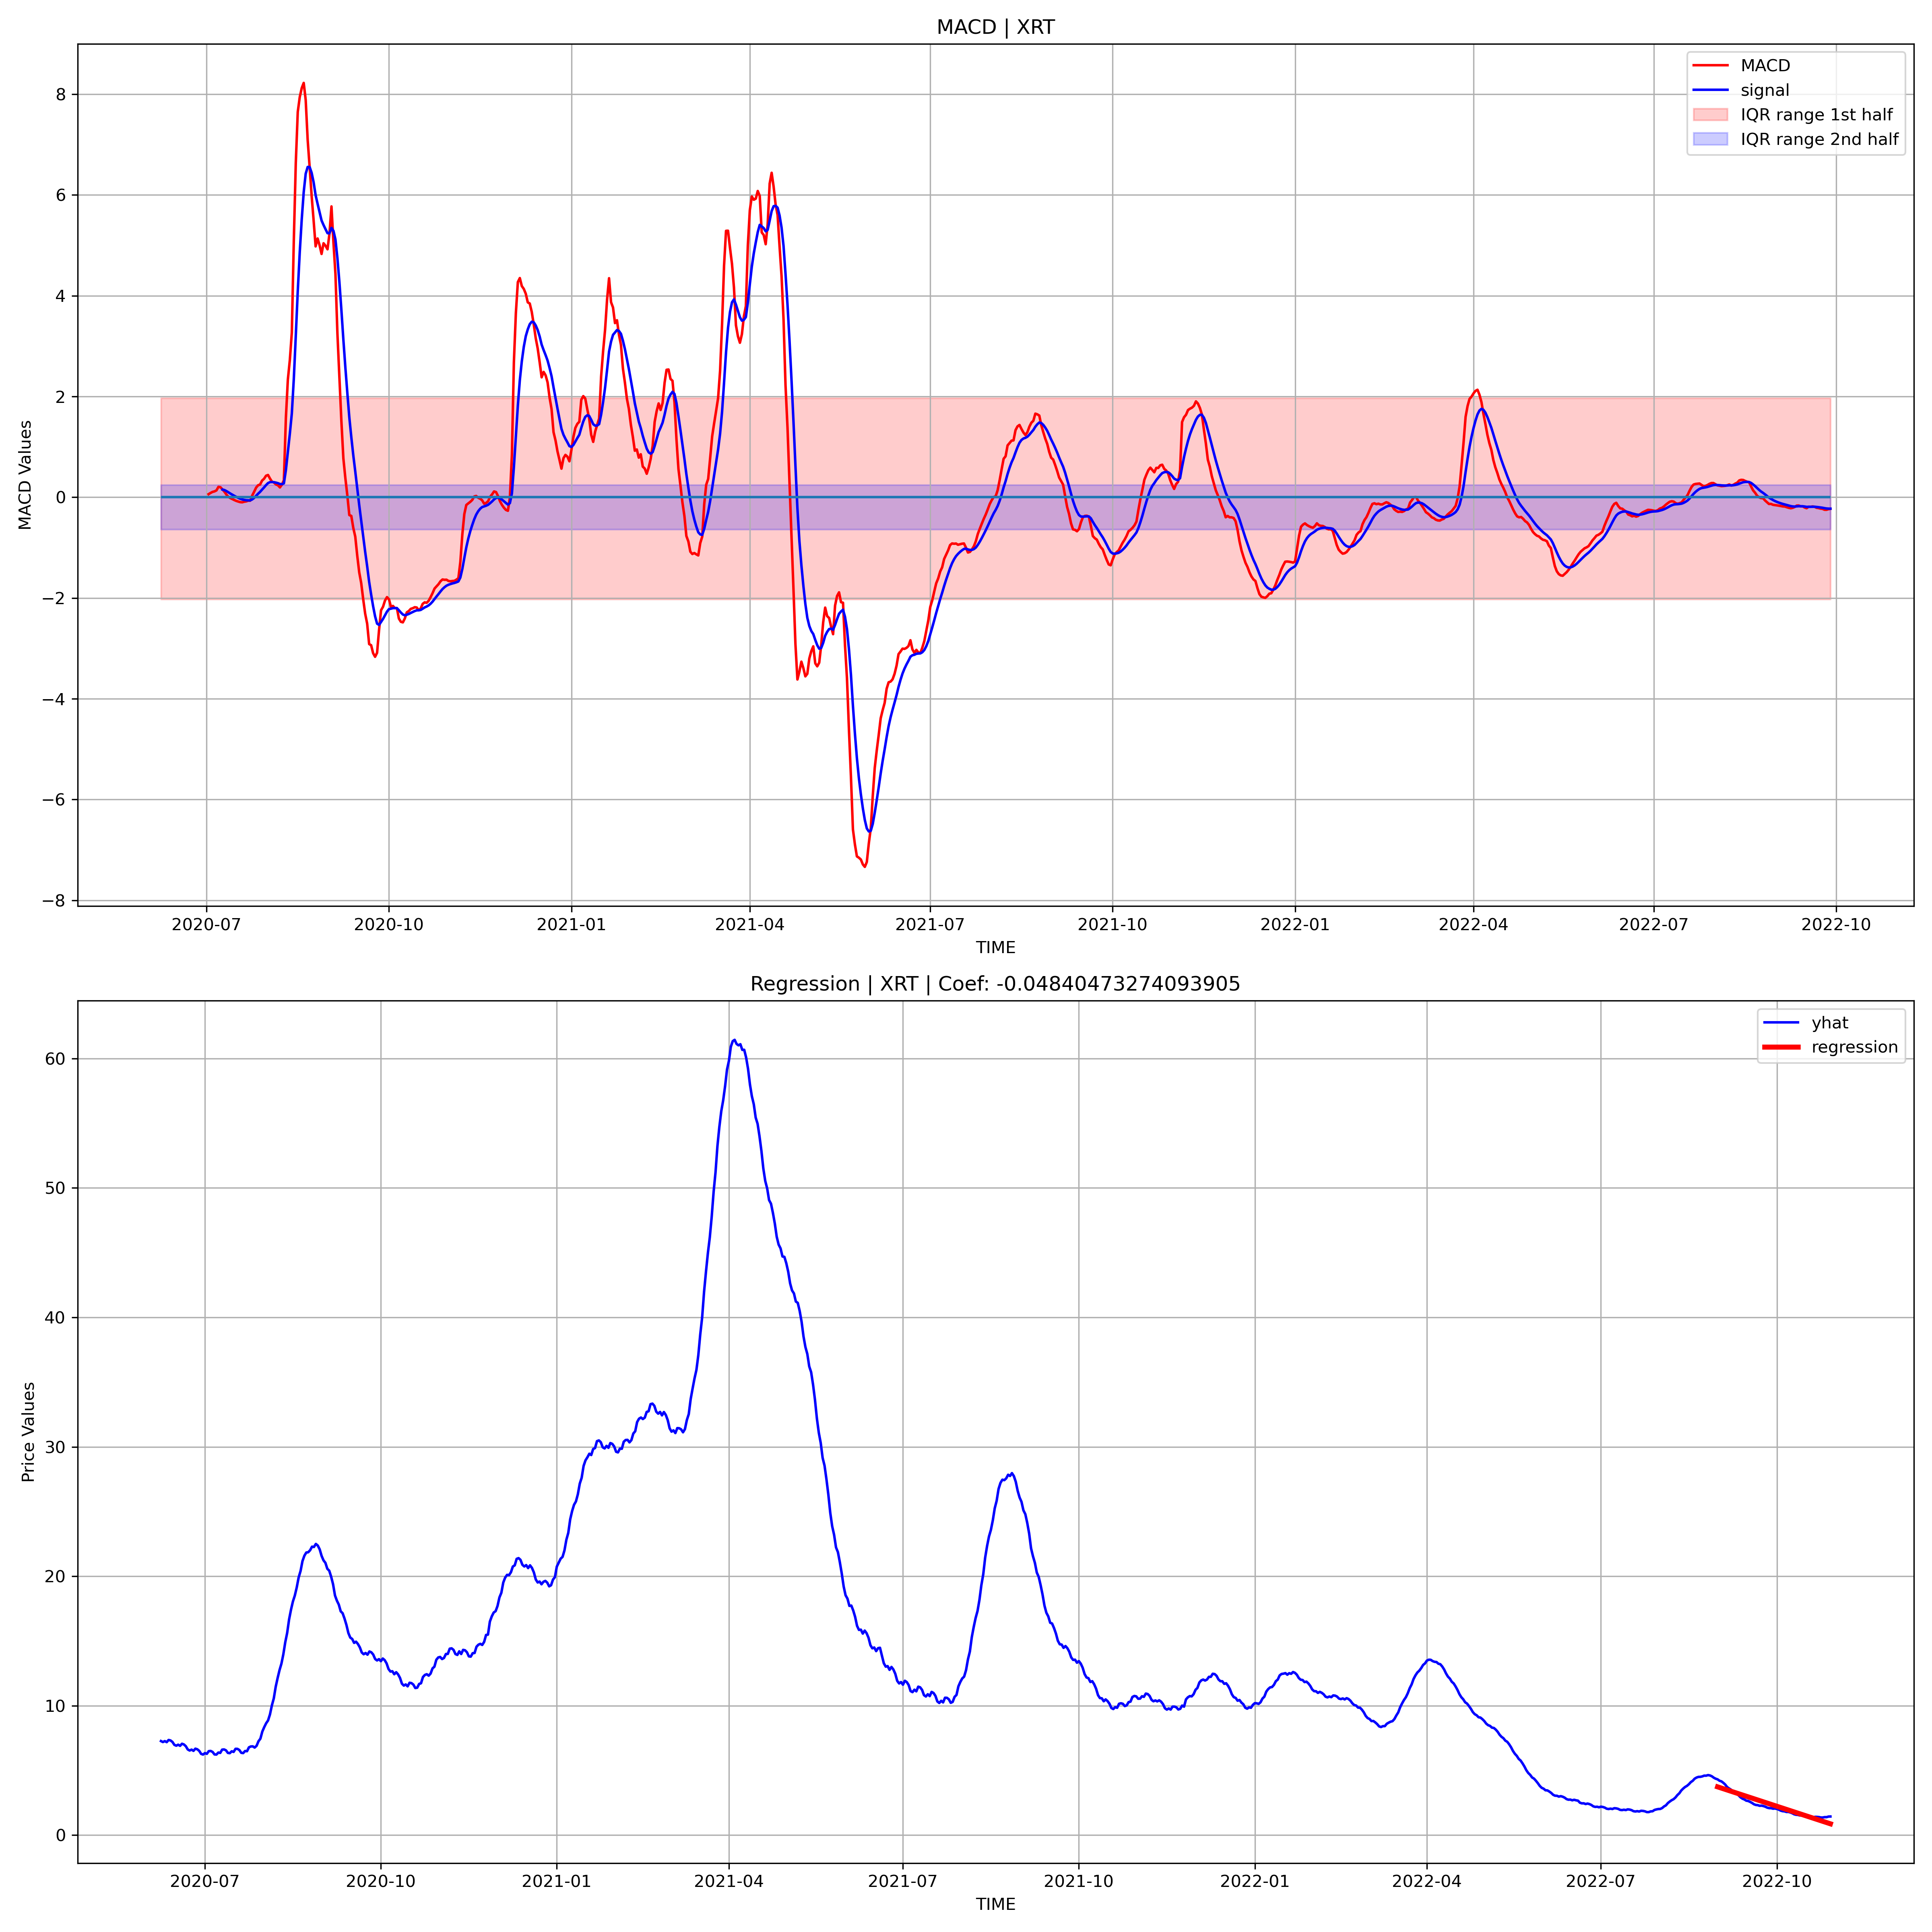 MACD | XRT
MACD
signal
IQR range 1st half
IQR range 2nd half
8
6
4
2
0
−2
−4
−6
−8
MACD Values
2020-07 2020-10 2021-01 2021-04 2021-07 2021-10 2022-01 2022-04 2022-07 2022-10
TIME
Regression | XRT | Coef: -0.04840473274093905
yhat
regression
60
50
40
30
20
10
0
Price Values
2020-07 2020-10 2021-01 2021-04 2021-07 2021-10 2022-01 2022-04 2022-07 2022-10
TIME